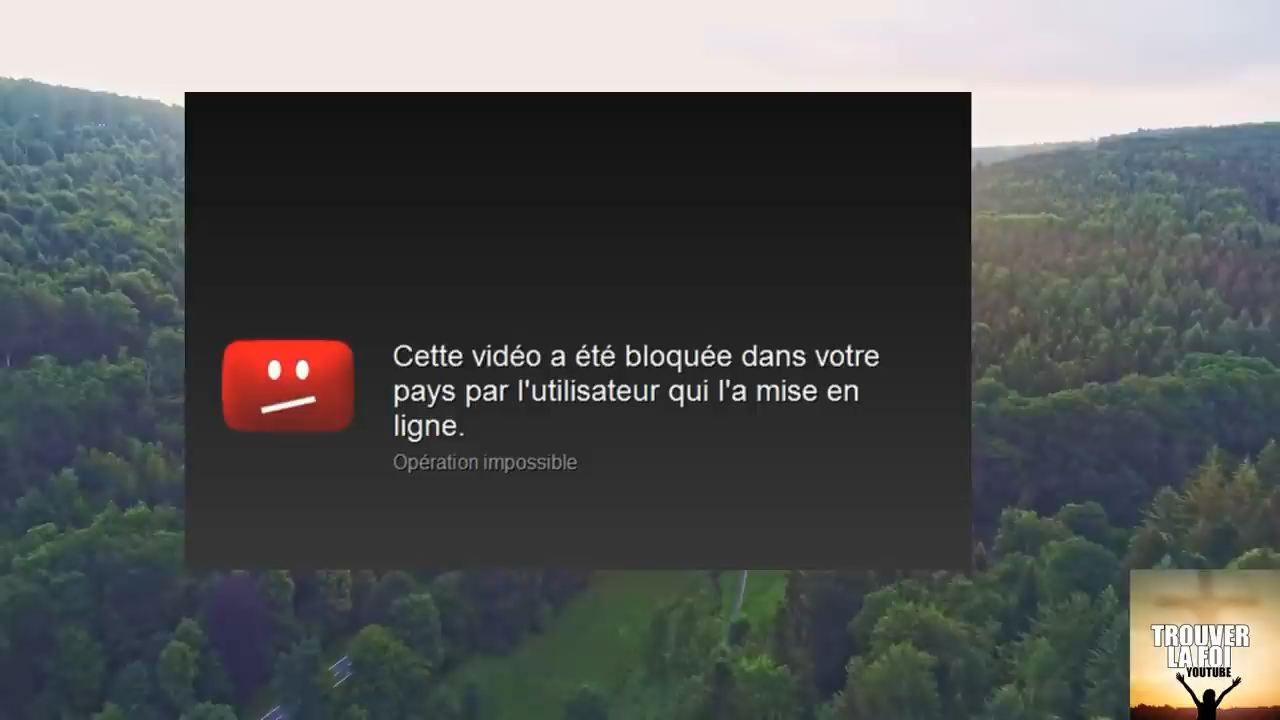 Cette vidéo a été bloquée dans votre
pays par l'utilisateur qui l'a mise en
ligne.
Opération impossible
TROUVER
LA FOI
YOUTUBE